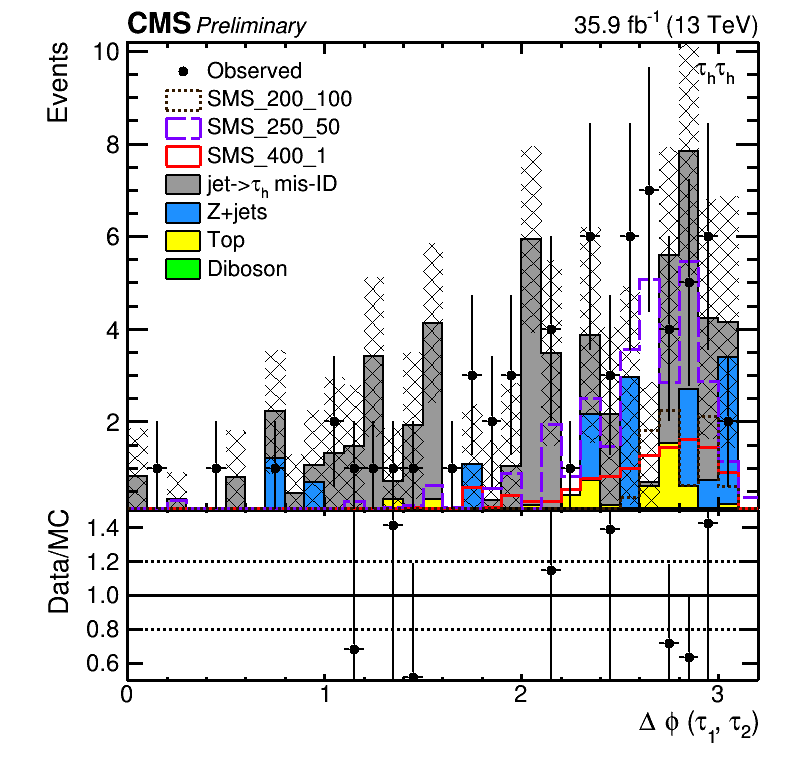 CMS Preliminary 35.9 fb⁻¹ (13 TeV)
Events
10
8
6
4
2
Observed
SMS_200_100
SMS_250_50
SMS_400_1
jet->τₕ mis-ID
Z+jets
Top
Diboson
τₕτₕ
Data/MC
1.4
1.2
1.0
0.8
0.6
0 1 2 3
Δ ϕ (τ₁, τ₂)